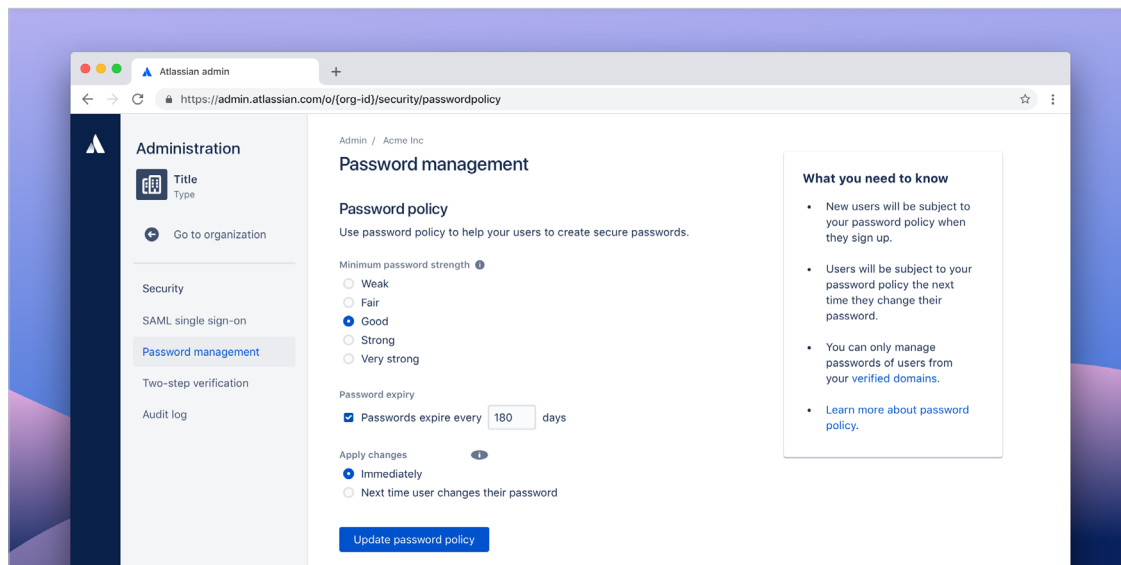 Atlassian admin
https://admin.atlassian.com/o/{org-id}/security/passwordpolicy
Administration
Title
Type
Go to organization
Security
SAML single sign-on
Password management
Two-step verification
Audit log
Admin / Acme Inc
Password management
Password policy
Use password policy to help your users to create secure passwords.
Minimum password strength
Weak
Fair
Good
Strong
Very strong
Password expiry
Passwords expire every 180 days
Apply changes
Immediately
Next time user changes their password
Update password policy
What you need to know
• New users will be subject to
your password policy when
they sign up.
• Users will be subject to your
password policy the next
time they change their
password.
• You can only manage
passwords of users from
your verified domains.
• Learn more about password
policy.